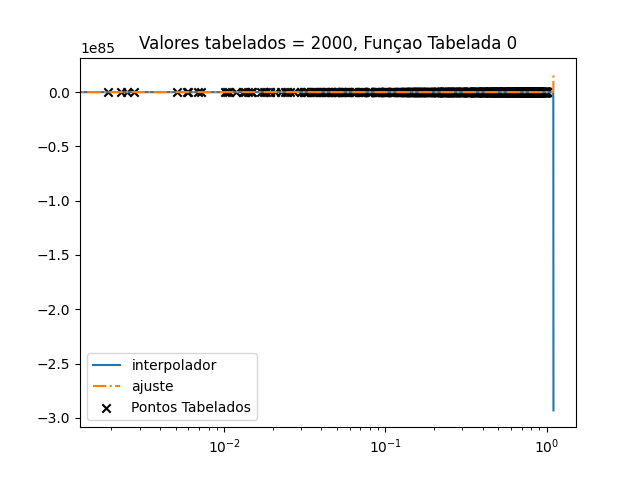 Valores tabelados = 2000, Funçao Tabelada 0
1e85
0.0
−0.5
−1.0
−1.5
−2.0
−2.5
−3.0
interpolador
ajuste
Pontos Tabelados
10⁻² 10⁻¹ 10⁰